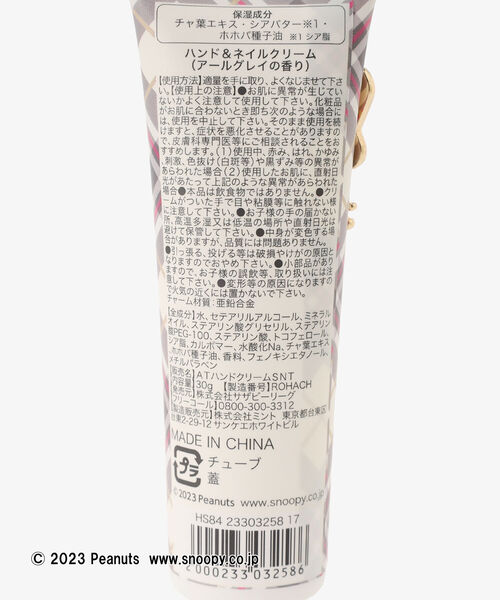 保湿成分
チャ葉エキス・シアバター※1・
ホホバ種子油 ※1 シア脂
ハンド＆ネイルクリーム
（アールグレイの香り）
【使用方法】適量を手に取り、よくなじませて下さ
い。【使用上の注意】●お肌に異常が生じてい
ないかよく注意して使用して下さい。化粧品
がお肌に合わないとき即ち次のような場合に
は、使用を中止して下さい。そのまま使用を続
けますと、症状を悪化させることがありますの
で、皮膚科専門医等にご相談されることをお
すすめします。（1）使用中、赤み、はれ、かゆみ、
刺激、色抜け（白斑等）や黒ずみ等の異常が
あらわれた場合（2）使用したお肌に、直射日
光があたって上記のような異常があらわれた
場合●本品は飲食物ではありません。●クリー
ムがついた手で目や粘膜等に触れない様に
して下さい。●お子様の手の届かない所、
高温多湿又は低温の場所や直射日光は
避けて保管して下さい。●中身が変色する場
合がありますが、品質には問題ありません。
●引っ張る、投げる等は破損やけがの原因と
なりますのでおやめ下さい。●小部品があり
ますので、お子様の誤飲等、取り扱いには注
意して下さい。●変形等の原因になりますの
で火気の近くには置かないで下さい。
チャーム材質：亜鉛合金
【全成分】水、セテアリルアルコール、ミネラル
オイル、ステアリン酸グリセリル、ステアリン
酸PEG-100、ステアリン酸、トコフェロール、
シア脂、カルボマー、水酸化Na、チャ葉エキス、
ホホバ種子油、香料、フェノキシエタノール、
メチルパラベン
【販売名】ATハンドクリームSNT
【内容量】30g 【製造番号】ROHACH
発売元 株式会社サザビーリーグ
フリーコール 0800-300-3312
【製造販売元】株式会社ミント 東京都台東区
台東2-29-12 サンケエホワイトビル
MADE IN CHINA
プラ
チューブ
蓋
©2023 Peanuts www.snoopy.co.jp
HS84 23303258 17
2000233032586
© 2023 Peanuts www.snoopy.co.jp